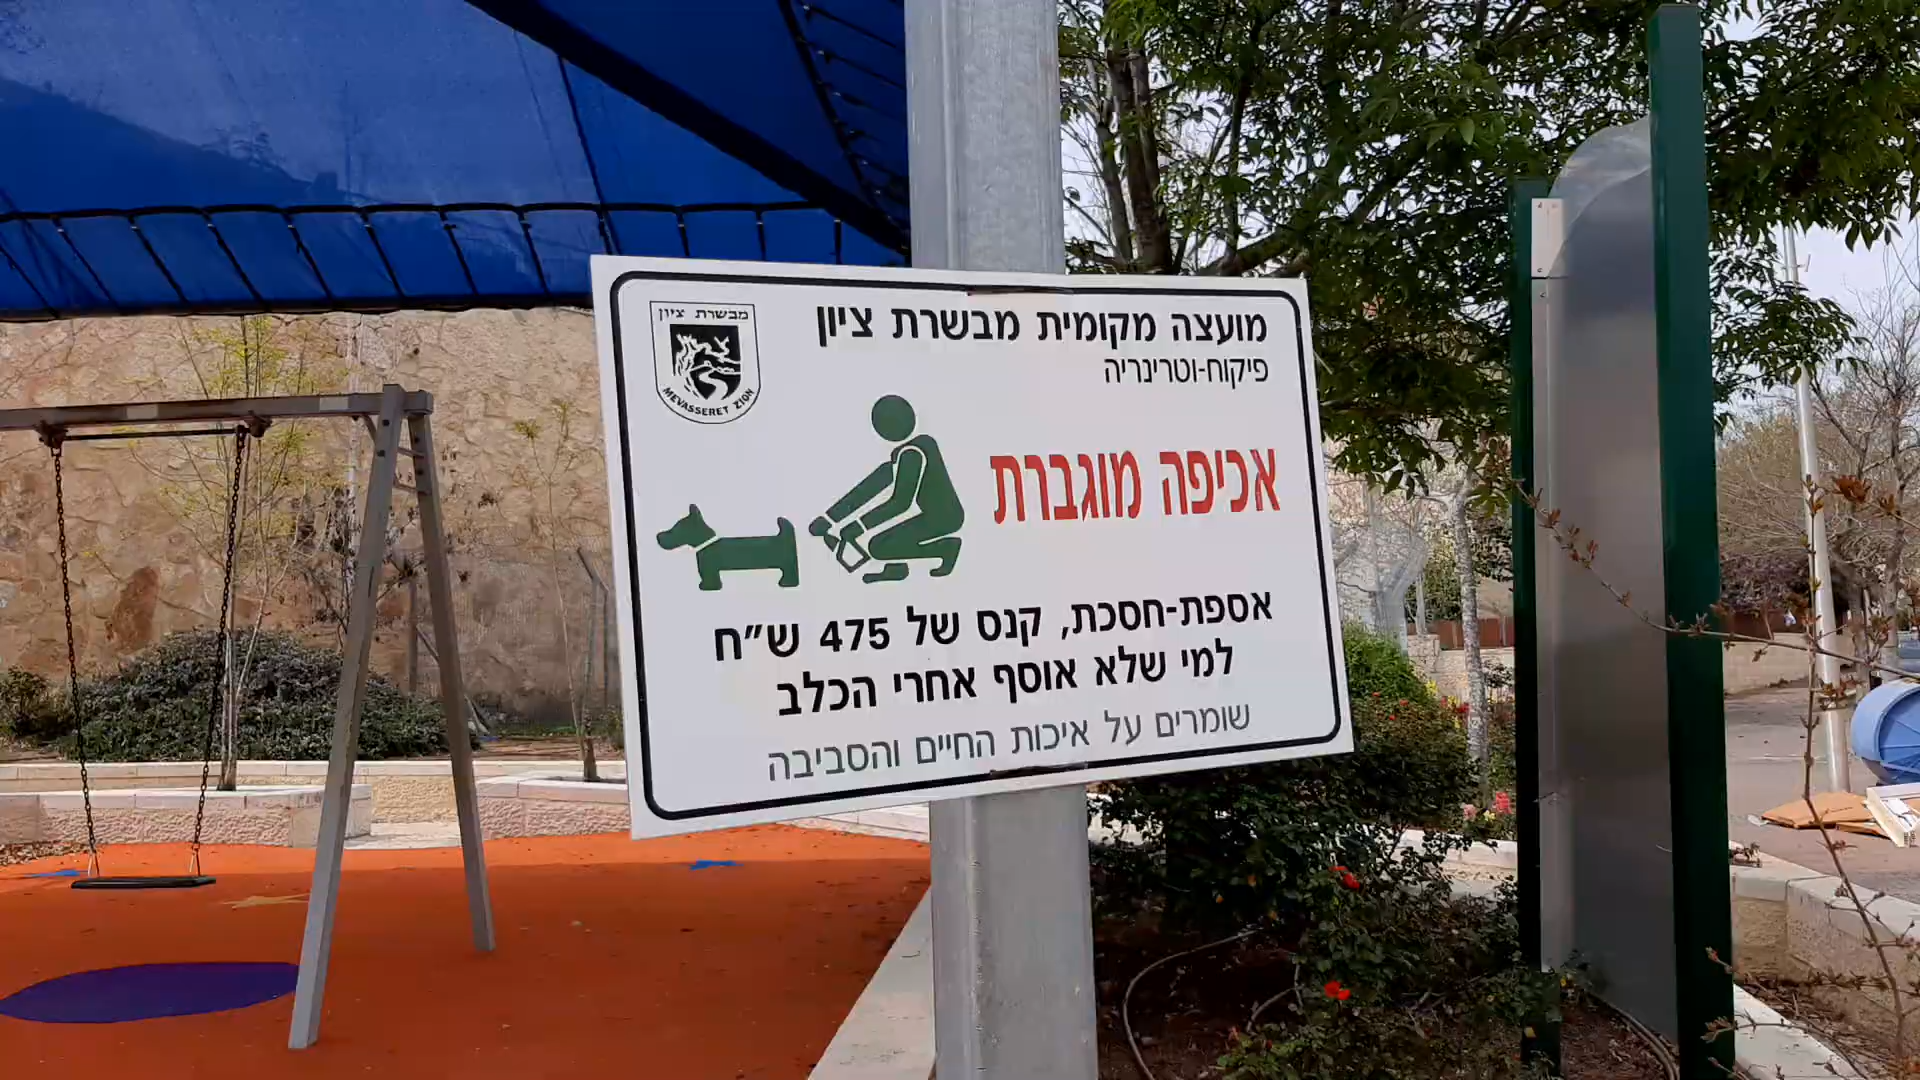 מועצה מקומית מבשרת ציון
פיקוח-וטרינריה
מבשרת ציון
MEVASSERET ZION
אכיפה מוגברת
אספת-חסכת, קנס של 475 ש"ח
למי שלא אוסף אחרי הכלב
שומרים על איכות החיים והסביבה